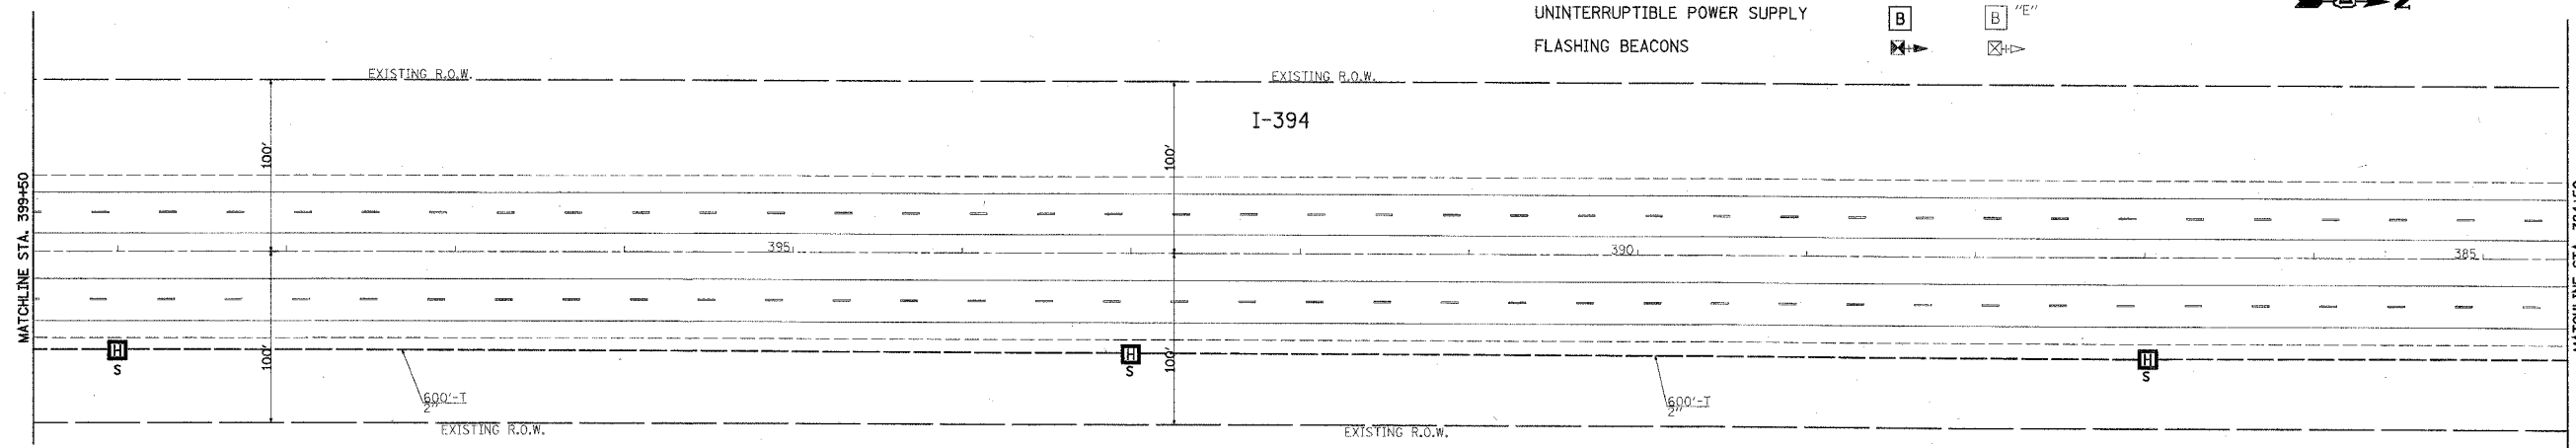 UNINTERRUPTIBLE POWER SUPPLY B B "E"
FLASHING BEACONS
Z
EXISTING R.O.W. EXISTING R.O.W.
I-394
100' 100'
MATCHLINE STA. 399+50
395 390 385
H H H
S S S
100' 100'
600'-T
2"
600'-T
2"
EXISTING R.O.W. EXISTING R.O.W.